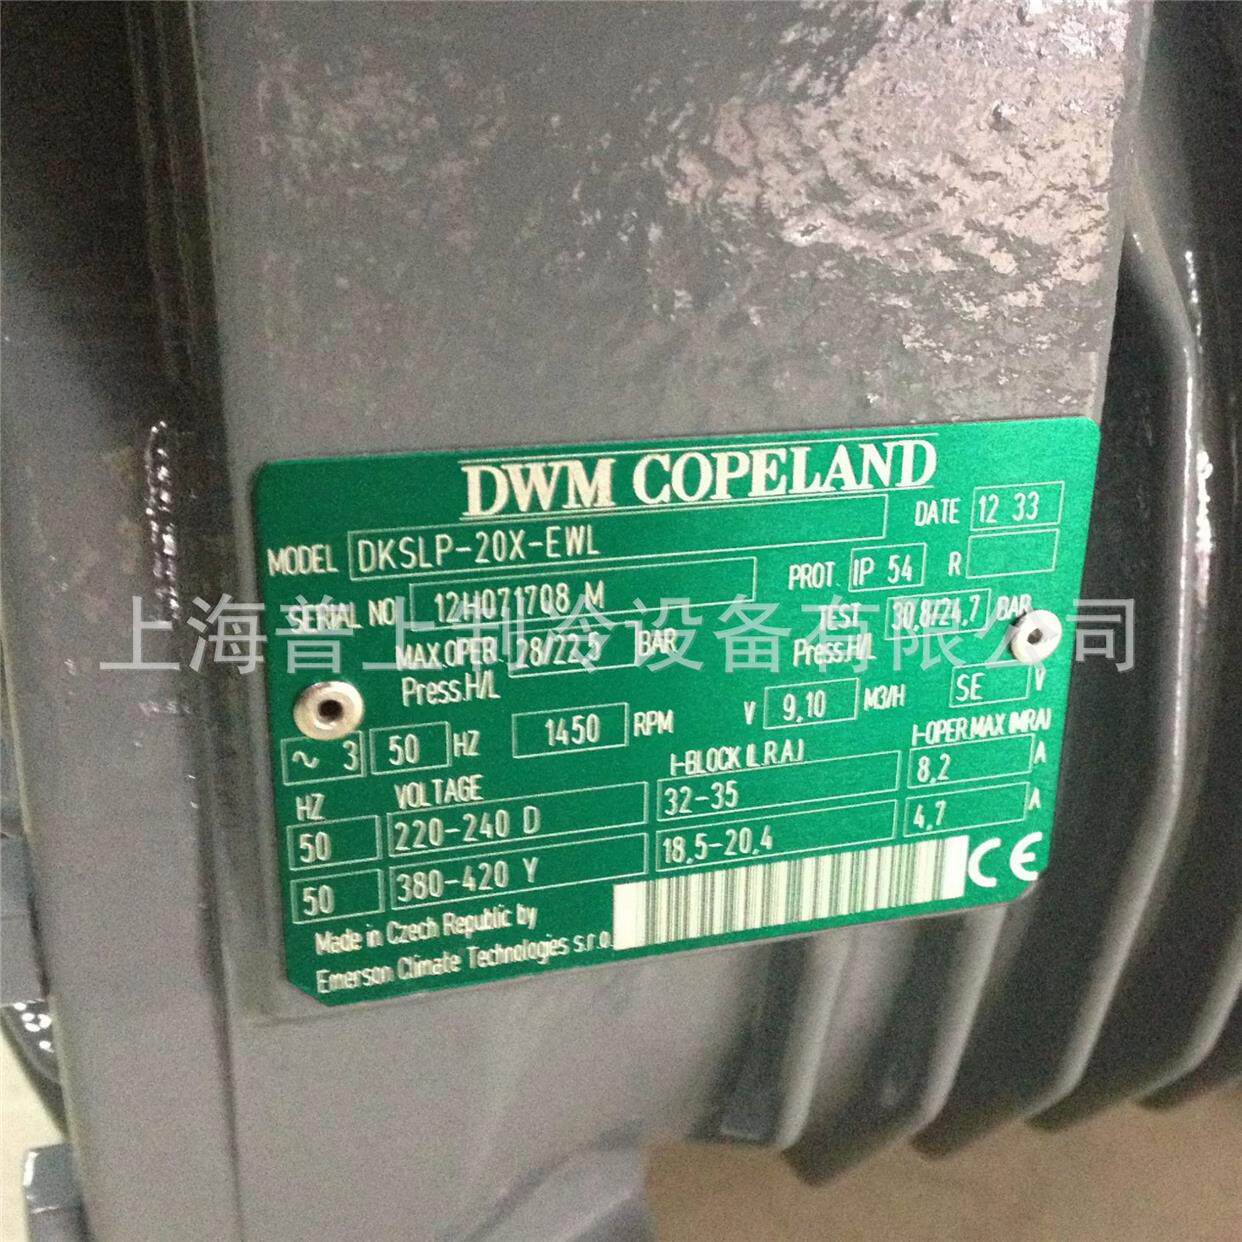 DWM COPELAND
MODEL DKSLP-20X-EWL DATE 12 33
SERIAL NO 12H071708 M PROT IP 54 R
MAX.OPER. Press.H/L 28/22,5 BAR TEST Press.H/L 30,8/24,7 BAR
~ 3 50 HZ 1450 RPM V 9,10 M3/H SE V
HZ VOLTAGE I-BLOCK (L.R.A.) I-OPER.MAX (MRA)
50 220-240 D 32-35 8,2 A
50 380-420 Y 18,5-20,4 4,7 A
Made in Czech Republic by
Emerson Climate Technologies s.r.o.
CE
上海普上制冷设备有限公司